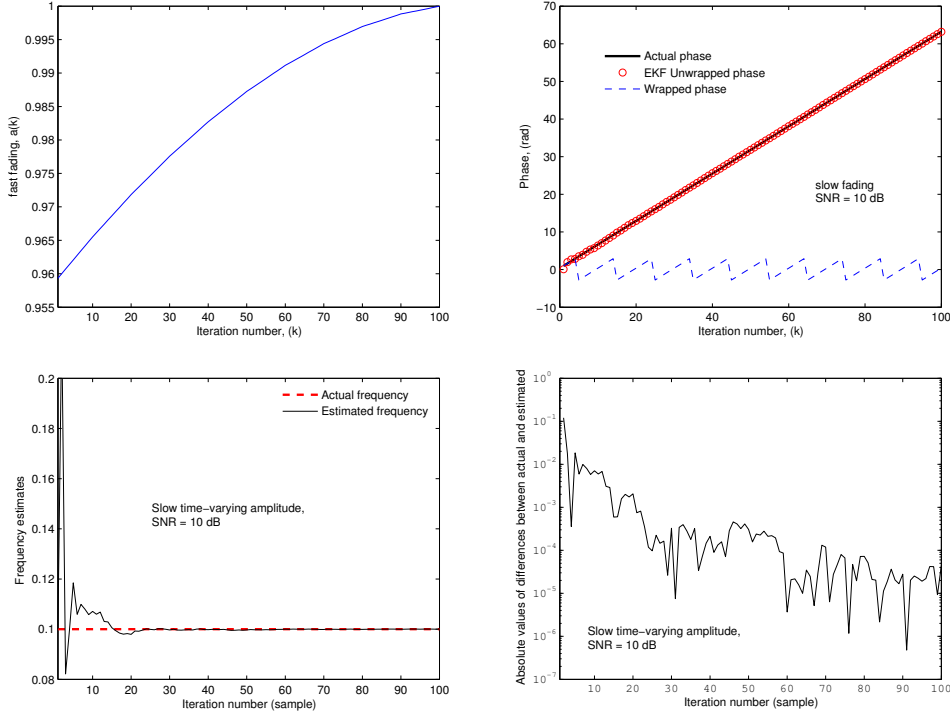 1
0.995
0.99
0.985
0.98
0.975
0.97
0.965
0.96
0.955
fast fading, a(k)
10 20 30 40 50 60 70 80 90 100
Iteration number, (k)
70
60
50
40
30
20
10
0
−10
Phase, (rad)
Actual phase
EKF Unwrapped phase
Wrapped phase
slow fading
SNR = 10 dB
0 20 40 60 80 100
Iteration number, (k)
0.2
0.18
0.16
0.14
0.12
0.1
0.08
Frequency estimates
Actual frequency
Estimated frequency
Slow time−varying amplitude,
SNR = 10 dB
10 20 30 40 50 60 70 80 90 100
Iteration number (sample)
10^0
10^−1
10^−2
10^−3
10^−4
10^−5
10^−6
10^−7
Absolute values of differences between actual and estimated
Slow time−varying amplitude,
SNR = 10 dB
10 20 30 40 50 60 70 80 90 100
Iteration number (sample)